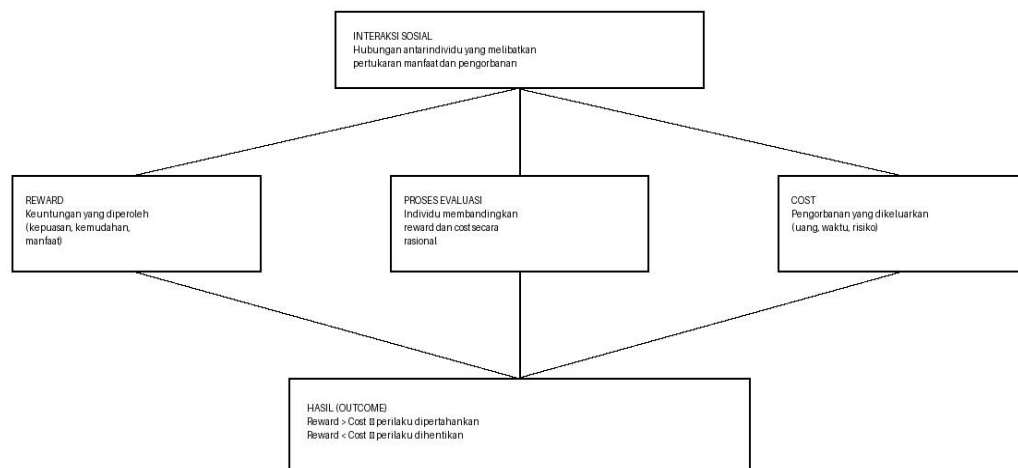 INTERAKSI SOSIAL
Hubungan antarindividu yang melibatkan
pertukaran manfaat dan pengorbanan
REWARD
Keuntungan yang diperoleh
(kepuasan, kemudahan,
manfaat)
PROSES EVALUASI
Individu membandingkan
reward dan cost secara
rasional
COST
Pengorbanan yang dikeluarkan
(uang, waktu, risiko)
HASIL (OUTCOME)
Reward > Cost ☒ perilaku dipertahankan
Reward < Cost ☒ perilaku dihentikan